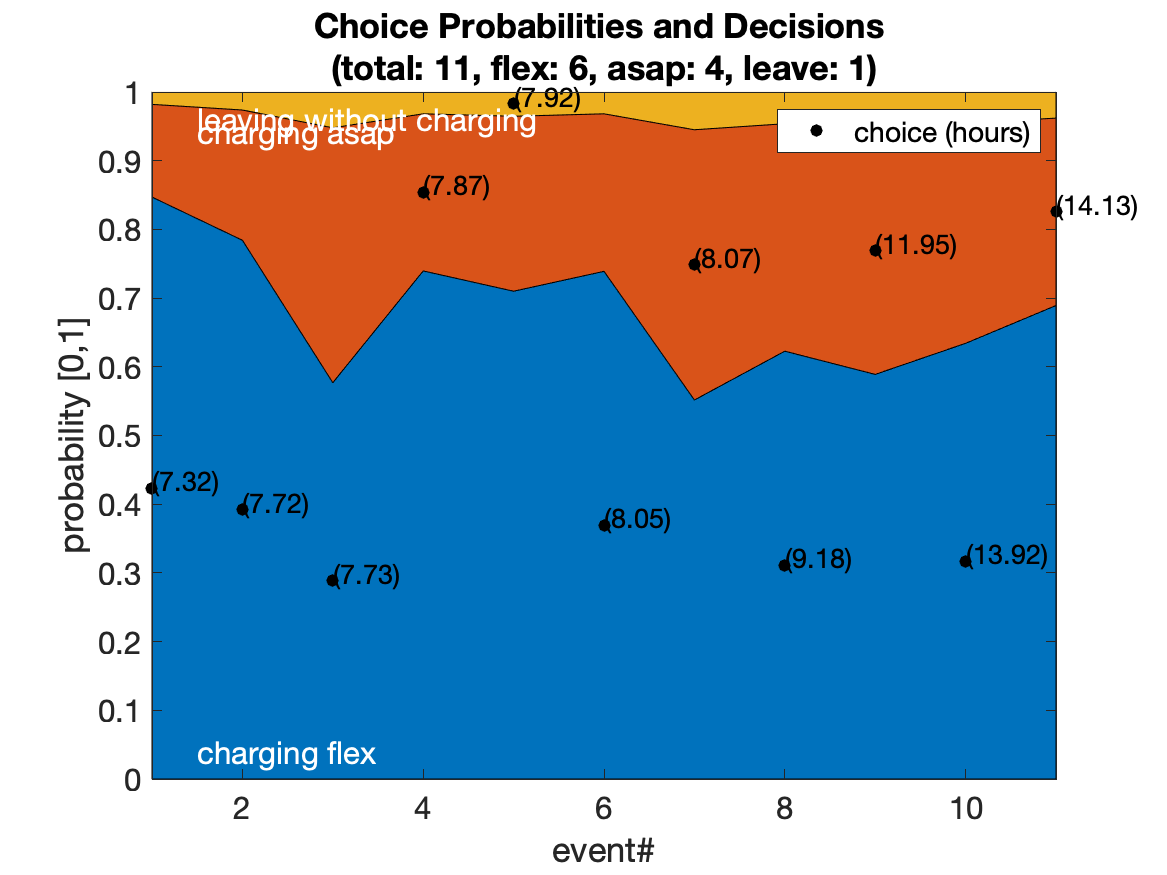 Choice Probabilities and Decisions
(total: 11, flex: 6, asap: 4, leave: 1)
1
(7.92)
leaving without charging
charging asap
choice (hours)
0.9
(7.87)
0.8
(14.13)
(11.95)
(8.07)
0.7
0.6
0.5
probability [0,1]
(7.32)
0.4
(7.72)
(8.05)
0.3
(7.73)
(9.18)
(13.92)
0.2
0.1
charging flex
0
2 4 6 8 10
event#